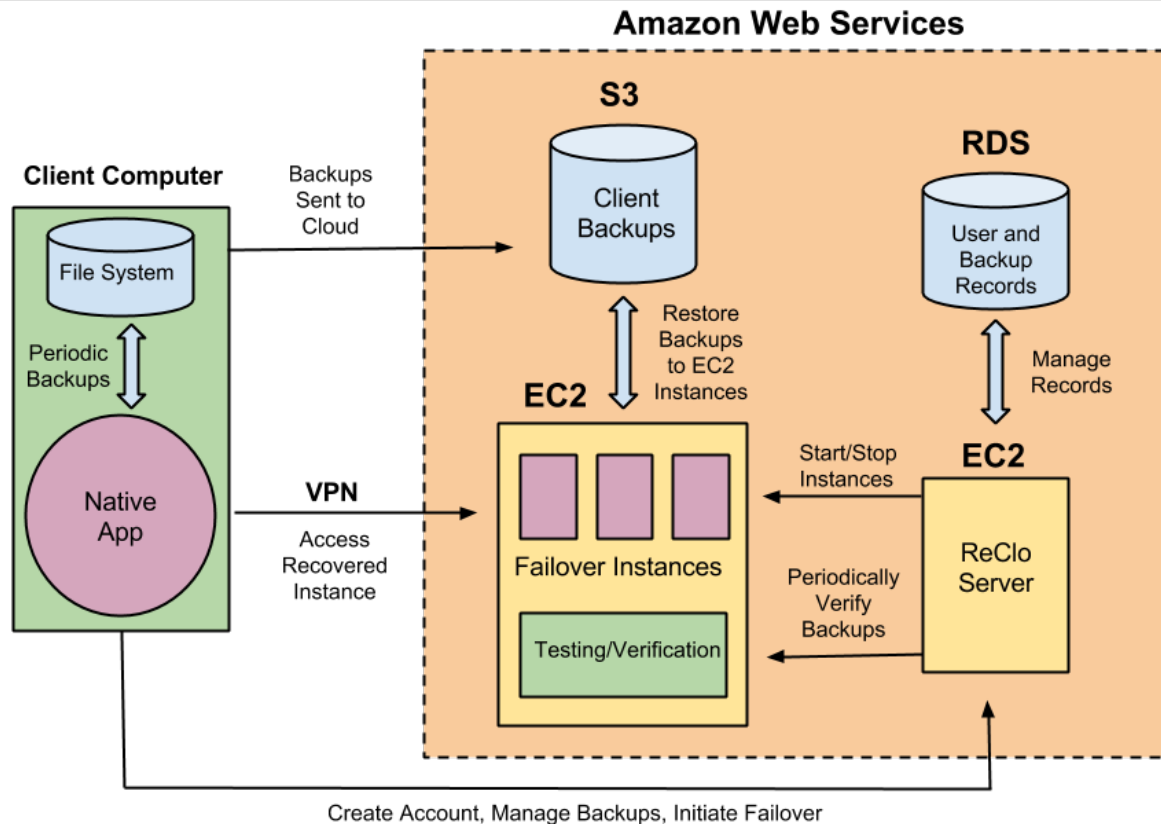 Amazon Web Services
S3
Client
Backups
RDS
User and
Backup
Records
Client Computer
File System
Periodic
Backups
Native
App
Backups
Sent to
Cloud
VPN
Access
Recovered
Instance
Restore
Backups
to EC2
Instances
EC2
Failover Instances
Testing/Verification
Manage
Records
EC2
ReClo
Server
Start/Stop
Instances
Periodically
Verify
Backups
Create Account, Manage Backups, Initiate Failover